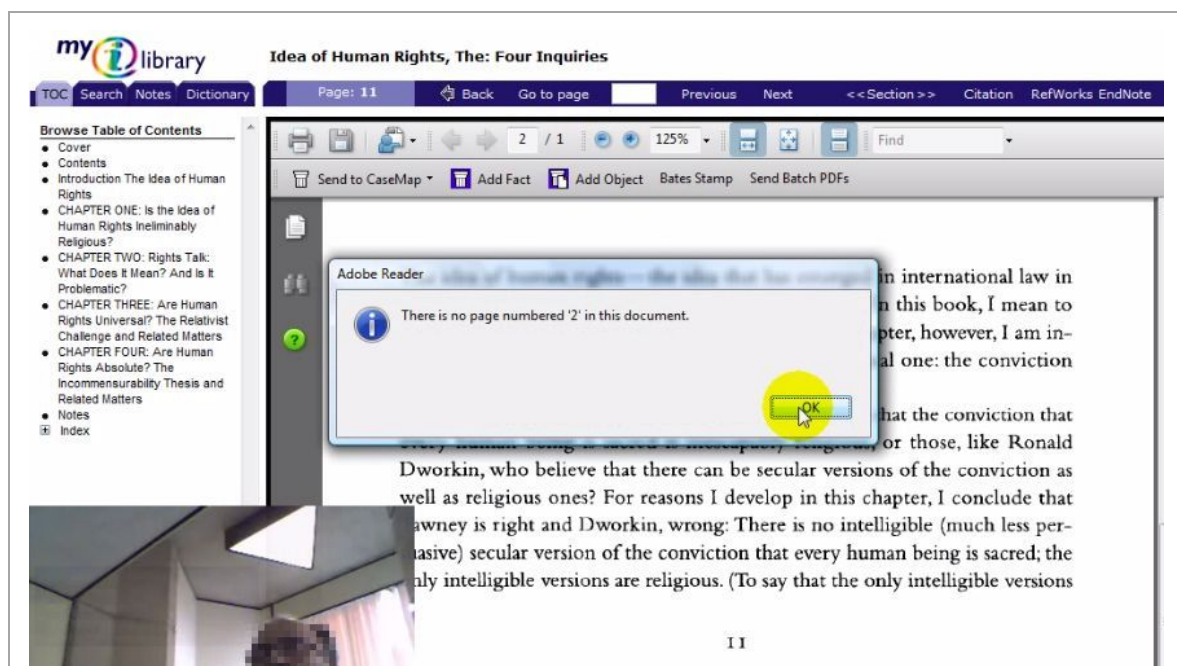 my i library
Idea of Human Rights, The: Four Inquiries
TOC Search Notes Dictionary
Page: 11 Back Go to page Previous Next <<Section>> Citation RefWorks EndNote
Browse Table of Contents
Cover
Contents
Introduction The Idea of Human
Rights
CHAPTER ONE: Is the Idea of
Human Rights Ineliminably
Religious?
CHAPTER TWO: Rights Talk:
What Does It Mean? And Is It
Problematic?
CHAPTER THREE: Are Human
Rights Universal? The Relativist
Challenge and Related Matters
CHAPTER FOUR: Are Human
Rights Absolute? The
Incommensurability Thesis and
Related Matters
Notes
Index
2 / 1 125% Find
Send to CaseMap Add Fact Add Object Bates Stamp Send Batch PDFs
Adobe Reader
There is no page numbered '2' in this document.
OK
in international law in
n this book, I mean to
pter, however, I am in-
al one: the conviction
hat the conviction that
or those, like Ronald
Dworkin, who believe that there can be secular versions of the conviction as
well as religious ones? For reasons I develop in this chapter, I conclude that
awney is right and Dworkin, wrong: There is no intelligible (much less per-
asive) secular version of the conviction that every human being is sacred; the
nly intelligible versions are religious. (To say that the only intelligible versions
11